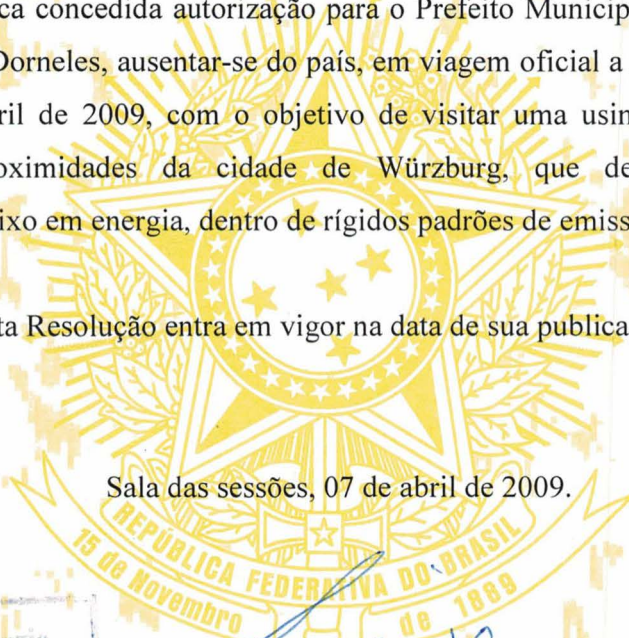 ca concedida autorização para o Prefeito Municip
Dorneles, ausentar-se do país, em viagem oficial a
ril de 2009, com o objetivo de visitar uma usin
oximidades da cidade de Würzburg, que de
ixo em energia, dentro de rígidos padrões de emiss
ta Resolução entra em vigor na data de sua publica
Sala das sessões, 07 de abril de 2009.
REPÚBLICA FEDERATIVA DO BRASIL
15 de Novembro de 1889